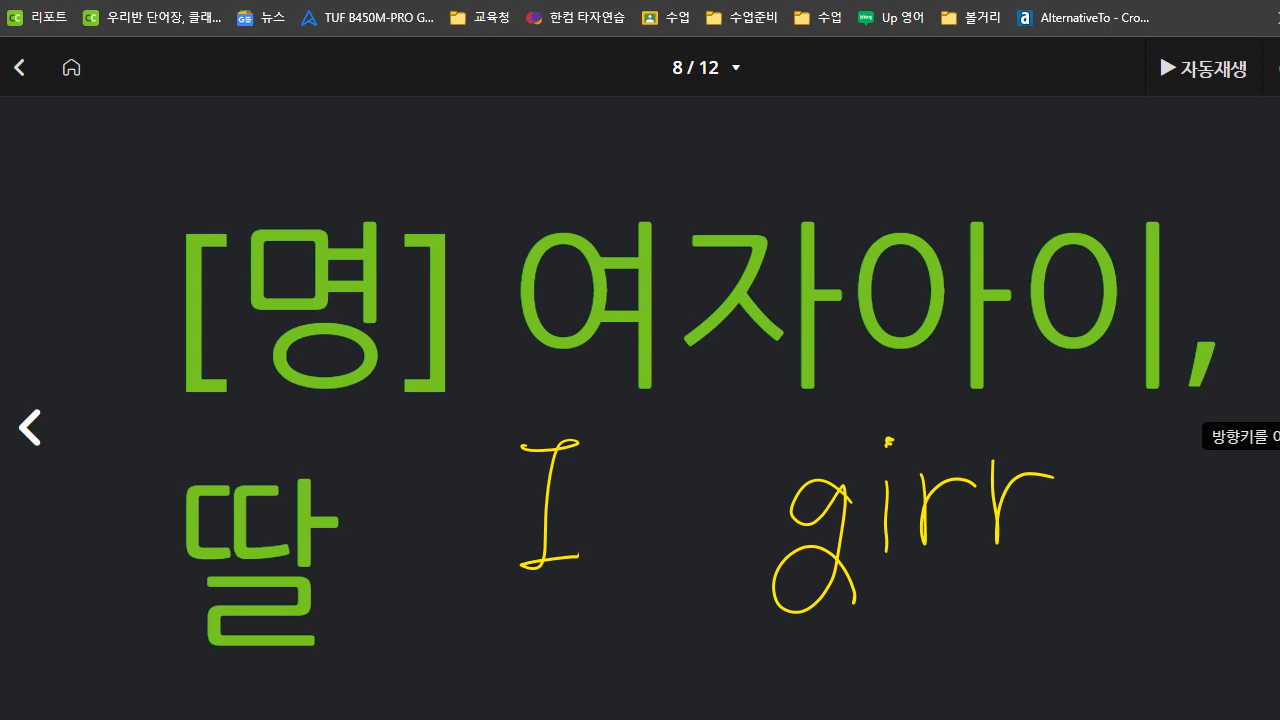 리포트 우리반 단어장, 클래... 뉴스 TUF B450M-PRO G... 교육청 한컴 타자연습 수업 수업준비 수업 Up 영어 볼거리 AlternativeTo - Cro...
8 / 12 ▶ 자동재생
[명] 여자아이,
방향키를
딸
I girr